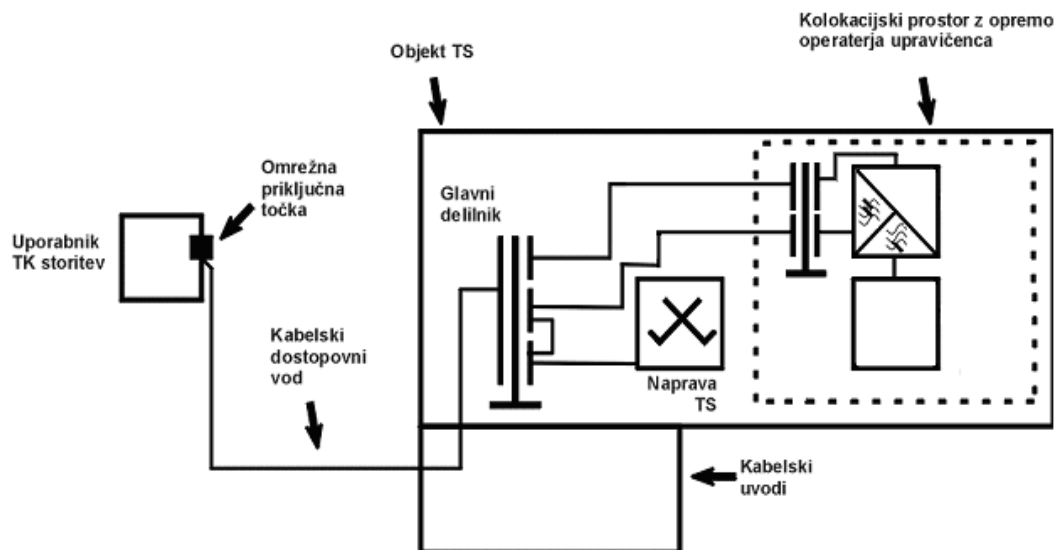 Kolokacijski prostor z opremo
operaterja upravičenca
Objekt TS
Omrežna
priključna
točka
Glavni
delilnik
Uporabnik
TK storitev
Kabelski
dostopovni
vod
Naprava
TS
Kabelski
uvodi